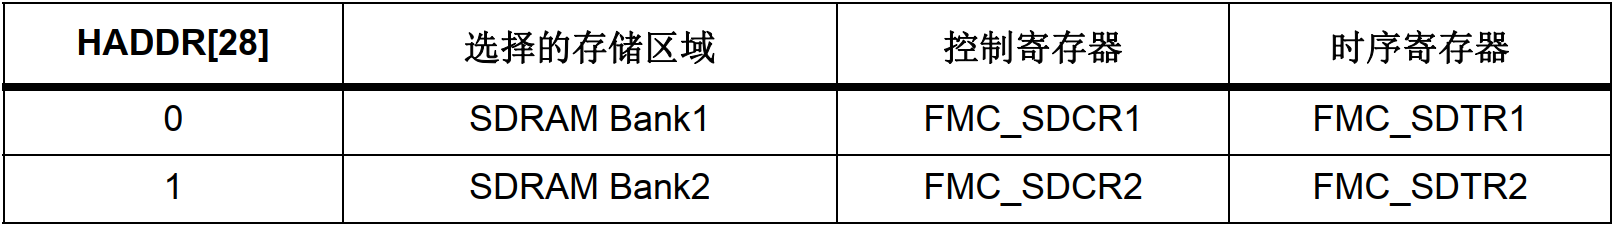 HADDR[28] 选择的存储区域 控制寄存器 时序寄存器
0 SDRAM Bank1 FMC_SDCR1 FMC_SDTR1
1 SDRAM Bank2 FMC_SDCR2 FMC_SDTR2